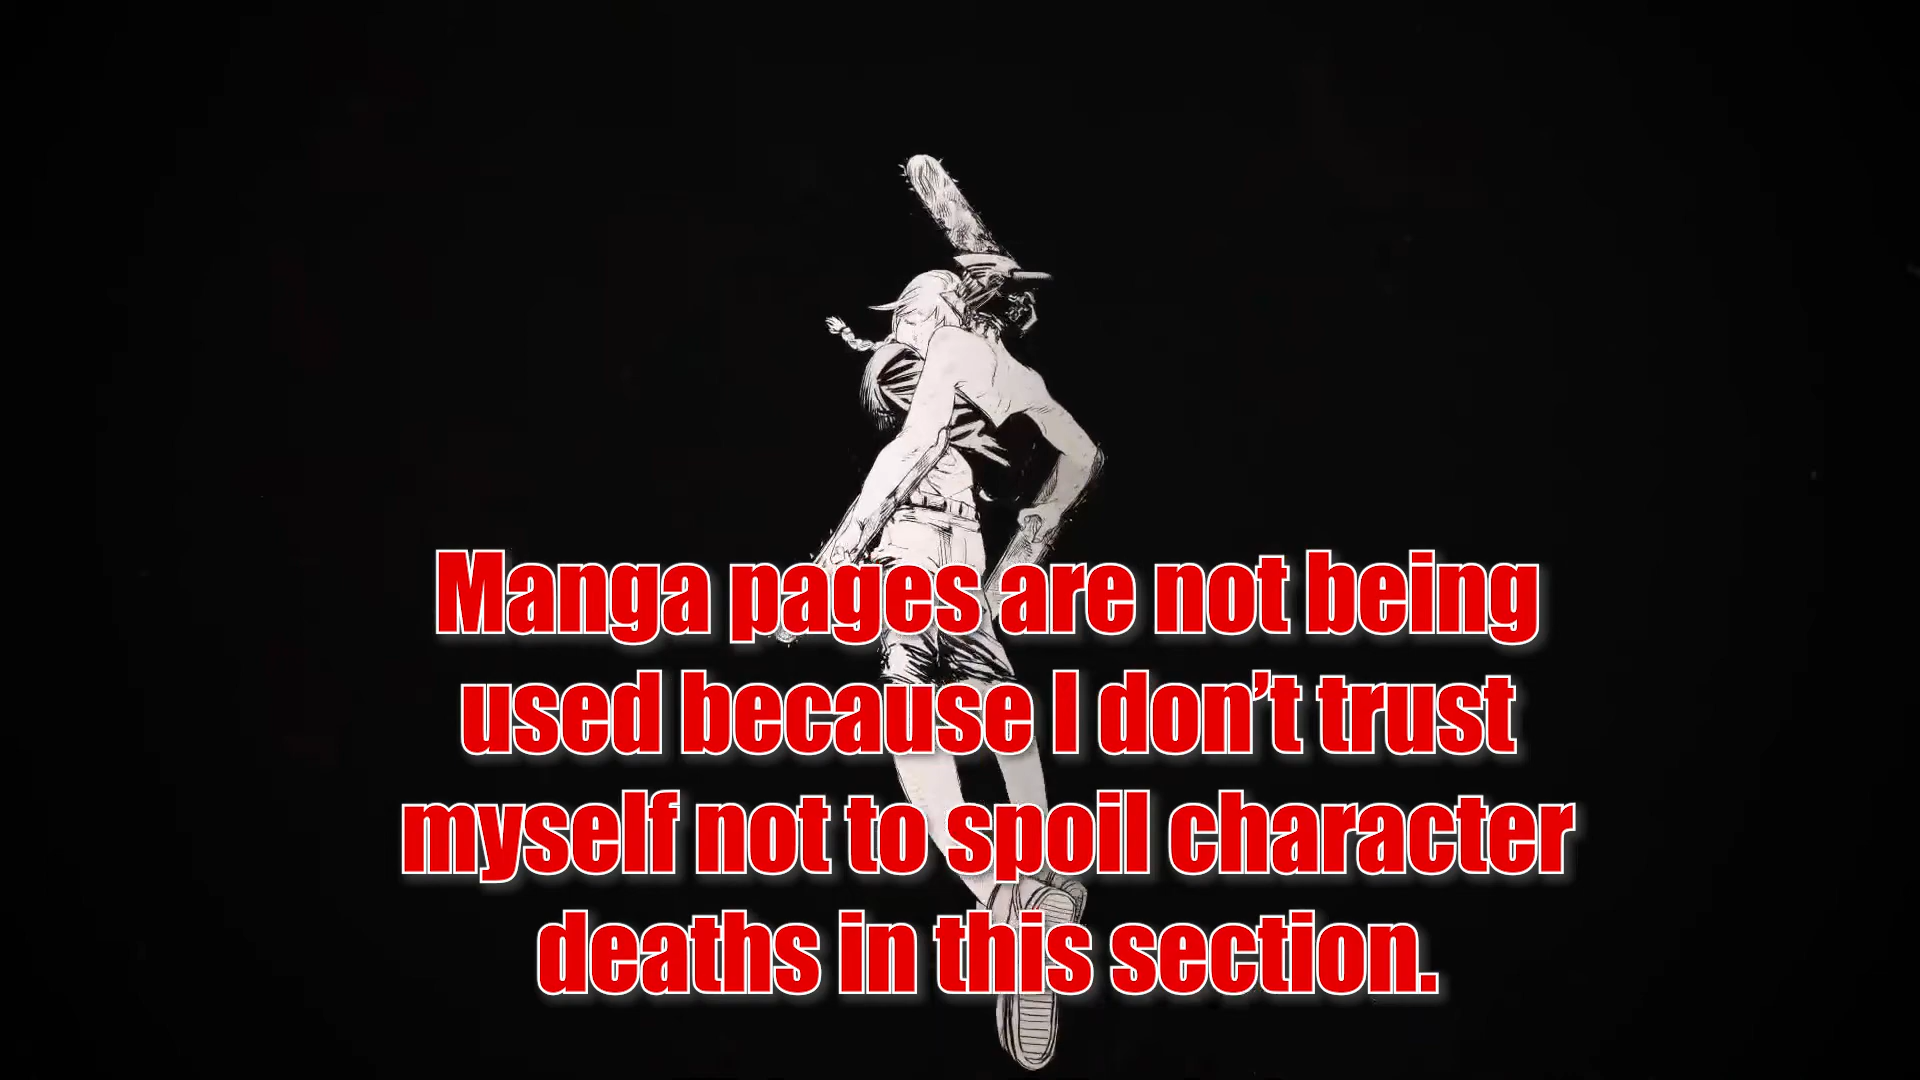 Manga pages are not being
used because I don’t trust
myself not to spoil character
deaths in this section.